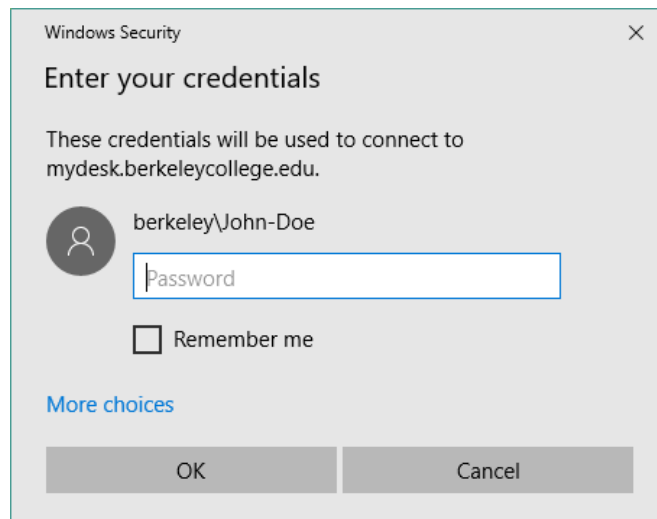 Windows Security
Enter your credentials
These credentials will be used to connect to
mydesk.berkeleycollege.edu.
berkeley\John-Doe
Password
Remember me
More choices
OK
Cancel